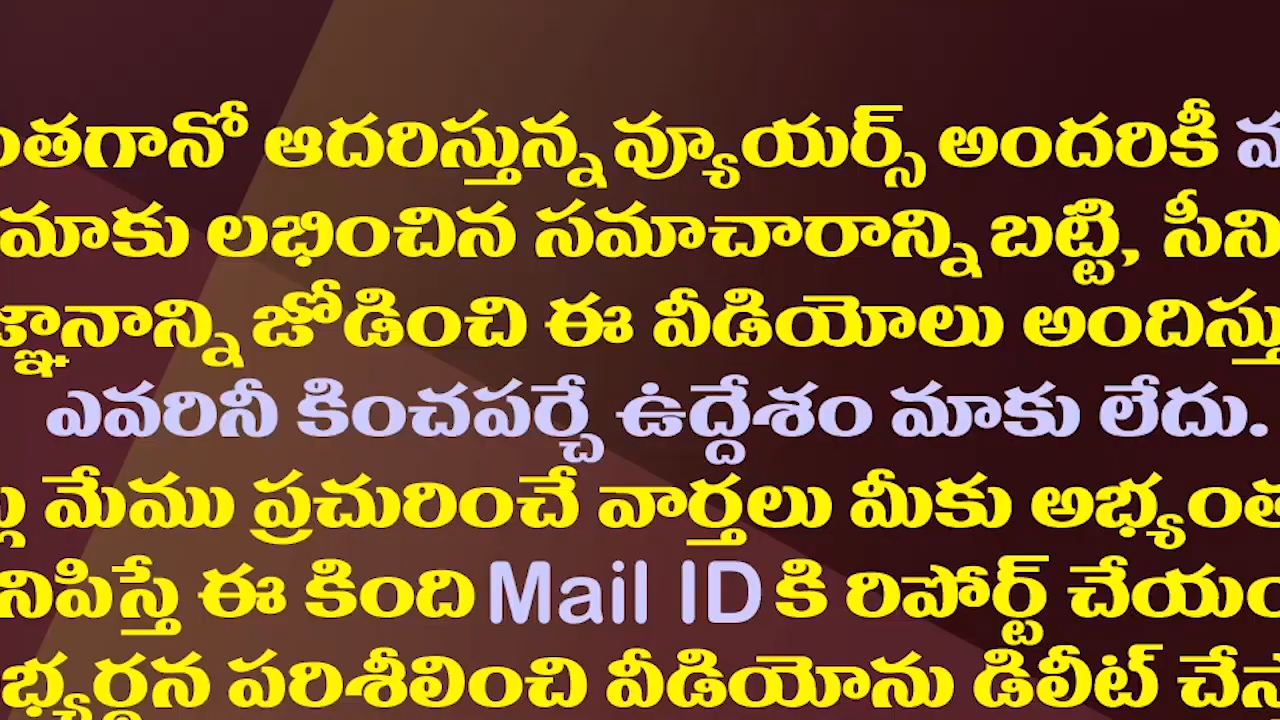 ంతగానో ఆదరిస్తున్న వ్యూయర్స్ అందరికీ
మాకు లభించిన సమాచారాన్ని బట్టి, సీని
జ్ఞానాన్ని జోడించి ఈ వీడియోలు అందిస్తు
ఎవరినీ కించపర్చే ఉద్దేశం మాకు లేదు.
మేము ప్రచురించే వార్తలు మీకు అభ్యంత
నిపిస్తే ఈ కింది Mail ID కి రిపోర్ట్ చేయం
భ్యర్థన పరిశీలించి వీడియోను డిలీట్ చేస